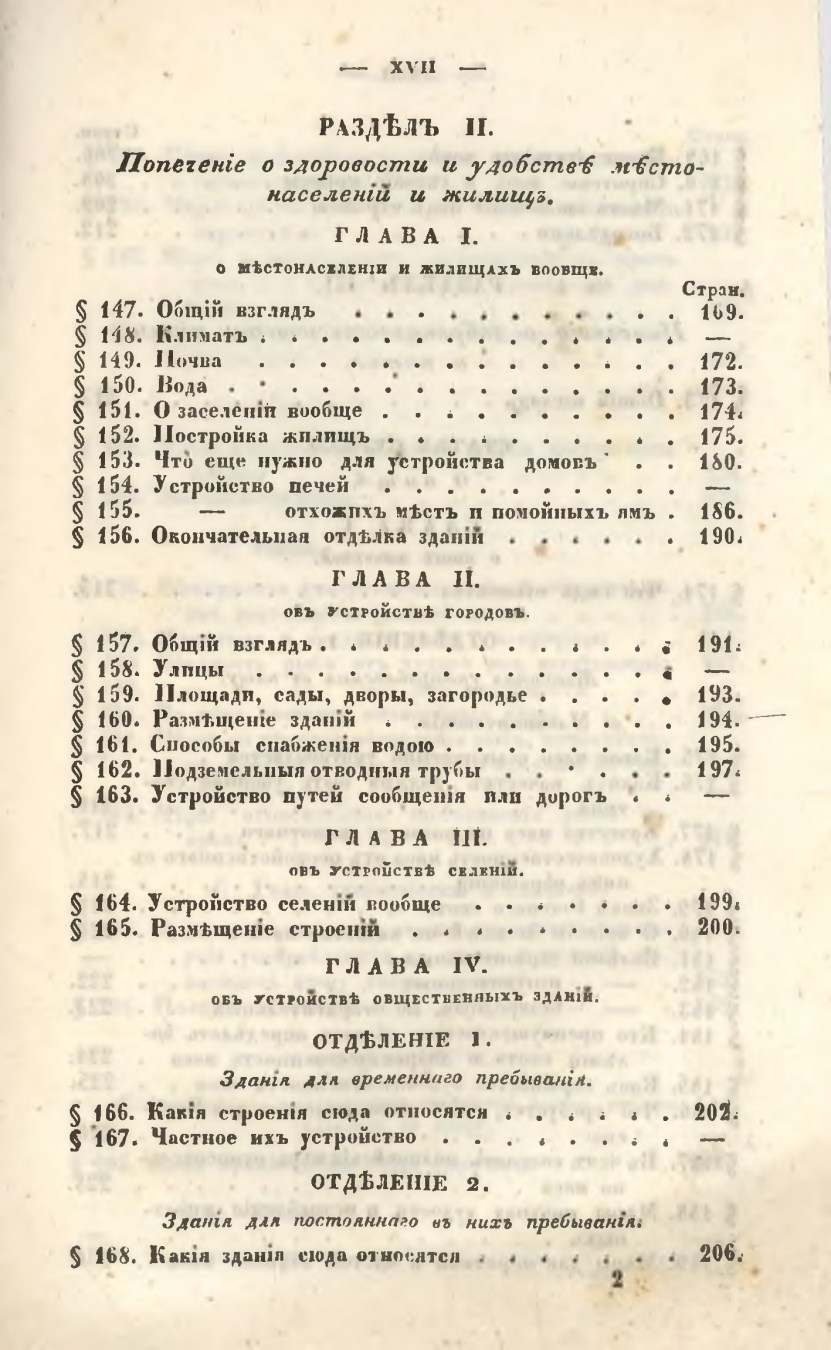 — XVII —
РАЗДѢЛЪ II.
Попеченіе о здоровости и удобствѣ мѣсто-
населеній и жилищъ.
ГЛАВА I.
О МѢСТОНАСЕЛЕНІИ И ЖИЛИЩАХЪ ВООБЩЕ.
Стран.
§ 147. Общій взглядъ . . . . . . . . . . . 169.
§ 148. Климатъ . . . . . . . . . . . . . . —
§ 149. Почва . . . . . . . . . . . . . . 172.
§ 150. Вода . . . . . . . . . . . . . . . 173.
§ 151. О заселеніи вообще . . . . . . . . . . 174.
§ 152. Постройка жилищъ . . . . . . . . . . 175.
§ 153. Что еще нужно для устройства домовъ . . 180.
§ 154. Устройство печей . . . . . . . . . . —
§ 155. — отхожихъ мѣстъ и помойныхъ ямъ . 186.
§ 156. Окончательная отдѣлка зданій . . . . . . 190.
ГЛАВА II.
ОБЪ УСТРОЙСТВѢ ГОРОДОВЪ.
§ 157. Общій взглядъ . . . . . . . . . . . . 191.
§ 158. Улицы . . . . . . . . . . . . . . —
§ 159. Площади, сады, дворы, загородье . . . . . 193.
§ 160. Размѣщеніе зданій . . . . . . . . . . 194.
§ 161. Способы снабженія водою . . . . . . . . 195.
§ 162. Подземельныя отводныя трубы . . . . . . 197.
§ 163. Устройство путей сообщенія или дорогъ . . —
ГЛАВА III.
ОБЪ УСТРОЙСТВѢ СЕЛЕНІЙ.
§ 164. Устройство селеній вообще . . . . . . . 199.
§ 165. Размѣщеніе строеній . . . . . . . . . 200.
ГЛАВА IV.
ОБЪ УСТРОЙСТВѢ ОБЩЕСТВЕННЫХЪ ЗДАНІЙ.
ОТДѢЛЕНІЕ 1.
Зданія для временнаго пребыванія.
§ 166. Какія строенія сюда относятся . . . . . . 202.
§ 167. Частное ихъ устройство . . . . . . . . —
ОТДѢЛЕНІЕ 2.
Зданія для постояннаго въ нихъ пребыванія.
§ 168. Какія зданія сюда относятся . . . . . . . 206.
2